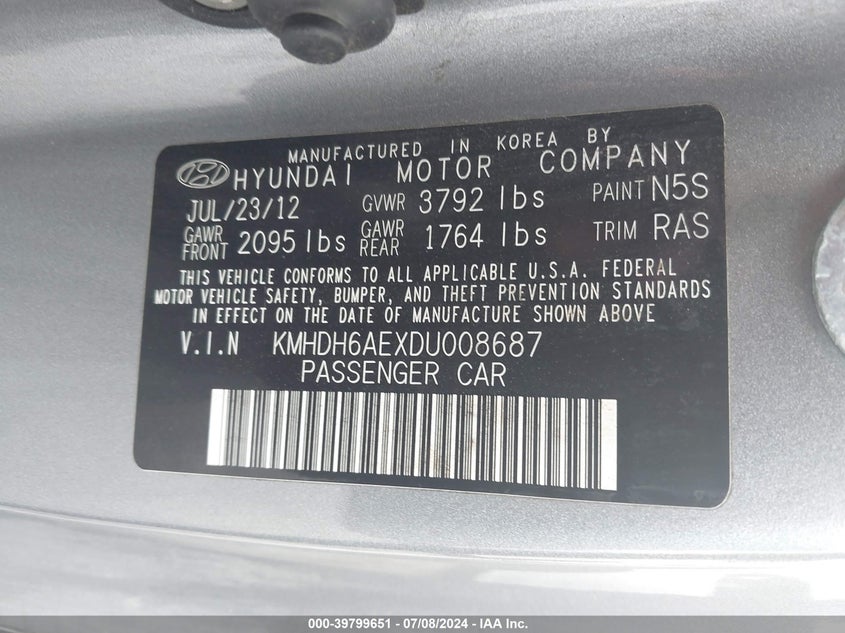 MANUFACTURED IN KOREA BY
HYUNDAI MOTOR COMPANY
JUL/23/12 GVWR 3792 lbs PAINT N5S
GAWR FRONT 2095 lbs GAWR REAR 1764 lbs TRIM RAS
THIS VEHICLE CONFORMS TO ALL APPLICABLE U.S.A. FEDERAL
MOTOR VEHICLE SAFETY, BUMPER, AND THEFT PREVENTION STANDARDS
IN EFFECT ON THE DATE OF MANUFACTURE SHOWN ABOVE
V.I.N KMHDH6AEXDU008687
PASSENGER CAR
000-39799651 - 07/08/2024 - IAA Inc.